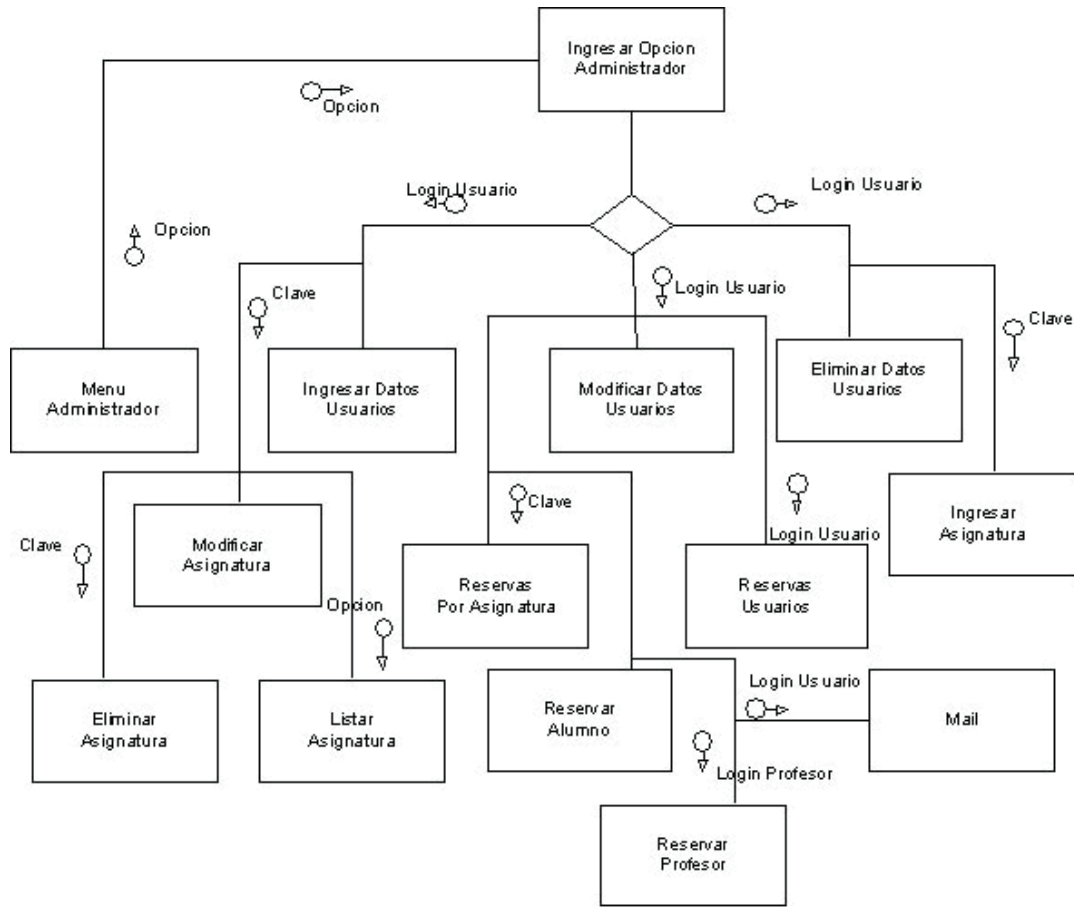 Ingresar Opcion
Administrador
Opcion
Login Usuario
Login Usuario
Opcion
Clave
Login Usuario
Clave
Menu
Administrador
Ingresar Datos
Usuarios
Modificar Datos
Usuarios
Eliminar Datos
Usuarios
Clave
Modificar
Asignatura
Clave
Login Usuario
Ingresar
Asignatura
Reservas
Por Asignatura
Reservas
Usuarios
Opcion
Eliminar
Asignatura
Listar
Asignatura
Reservar
Alumno
Login Usuario
Mail
Login Profesor
Reservar
Profesor